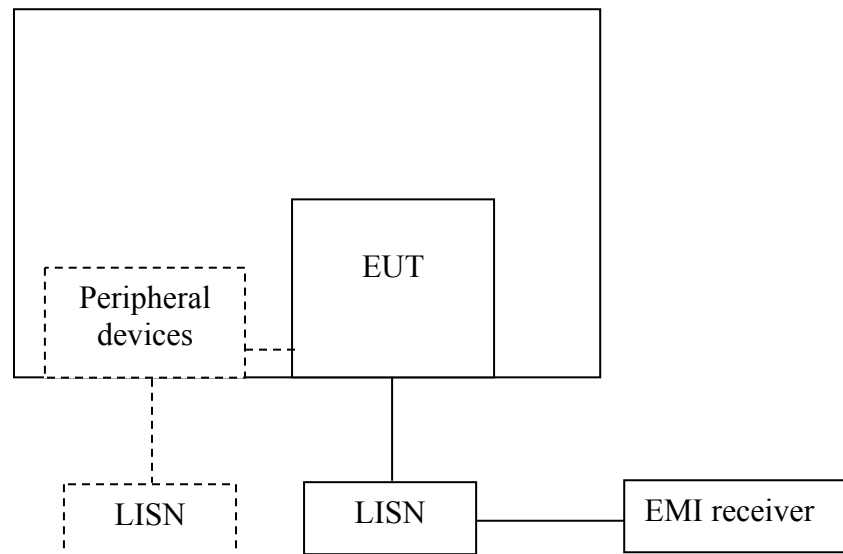 EUT
Peripheral
devices
LISN
LISN
EMI receiver